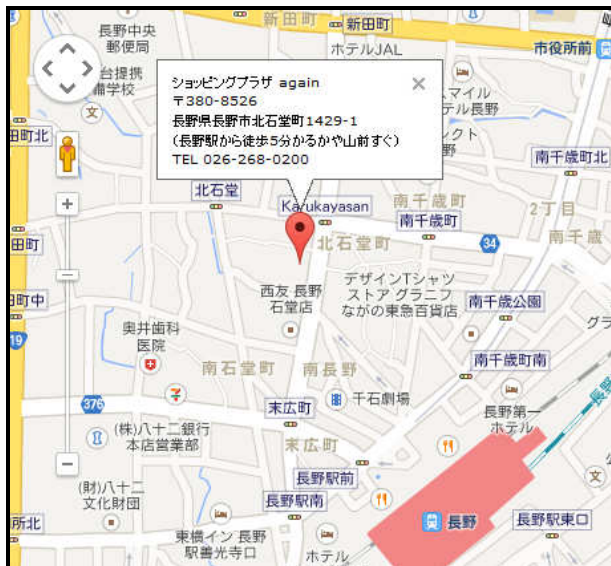 長野中央
郵便局
新田町
新田町
ホテルJAL
市役所前
ショッピングプラザ again
〒380-8526
長野県長野市北石堂町1429-1
(長野駅から徒歩5分かるかや山前すぐ)
TEL 026-268-0200
南千歳町北
北石堂
Karukayasan
南千歳町
南千歳町
2丁目
北石堂町
34
南千歳
西友 長野
石堂店
デザインTシャツ
ストア グラニフ
ながの東急百貨店
南千歳公園
19
奥井歯科
医院
南石堂町
南長野
南千歳町南
376
末広町
千石劇場
長野第一
ホテル
(株)八十二銀行
本店営業部
末広町
長野駅前
(財)八十二
文化財団
長野駅南
長野
長野駅東口
東横イン 長野
駅善光寺口
ホテル